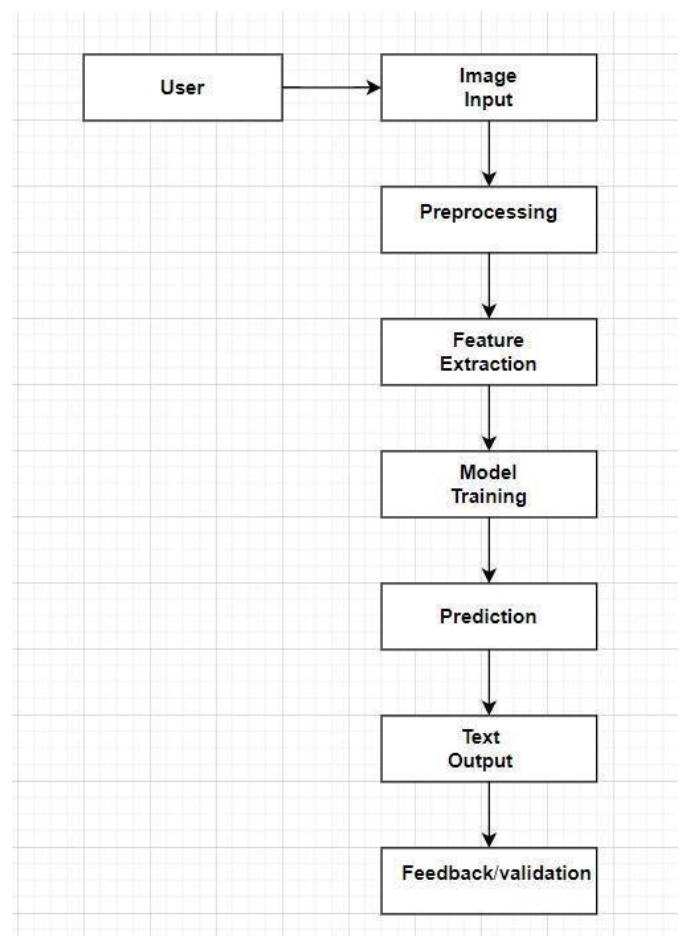 User
Image
Input
Preprocessing
Feature
Extraction
Model
Training
Prediction
Text
Output
Feedback/validation